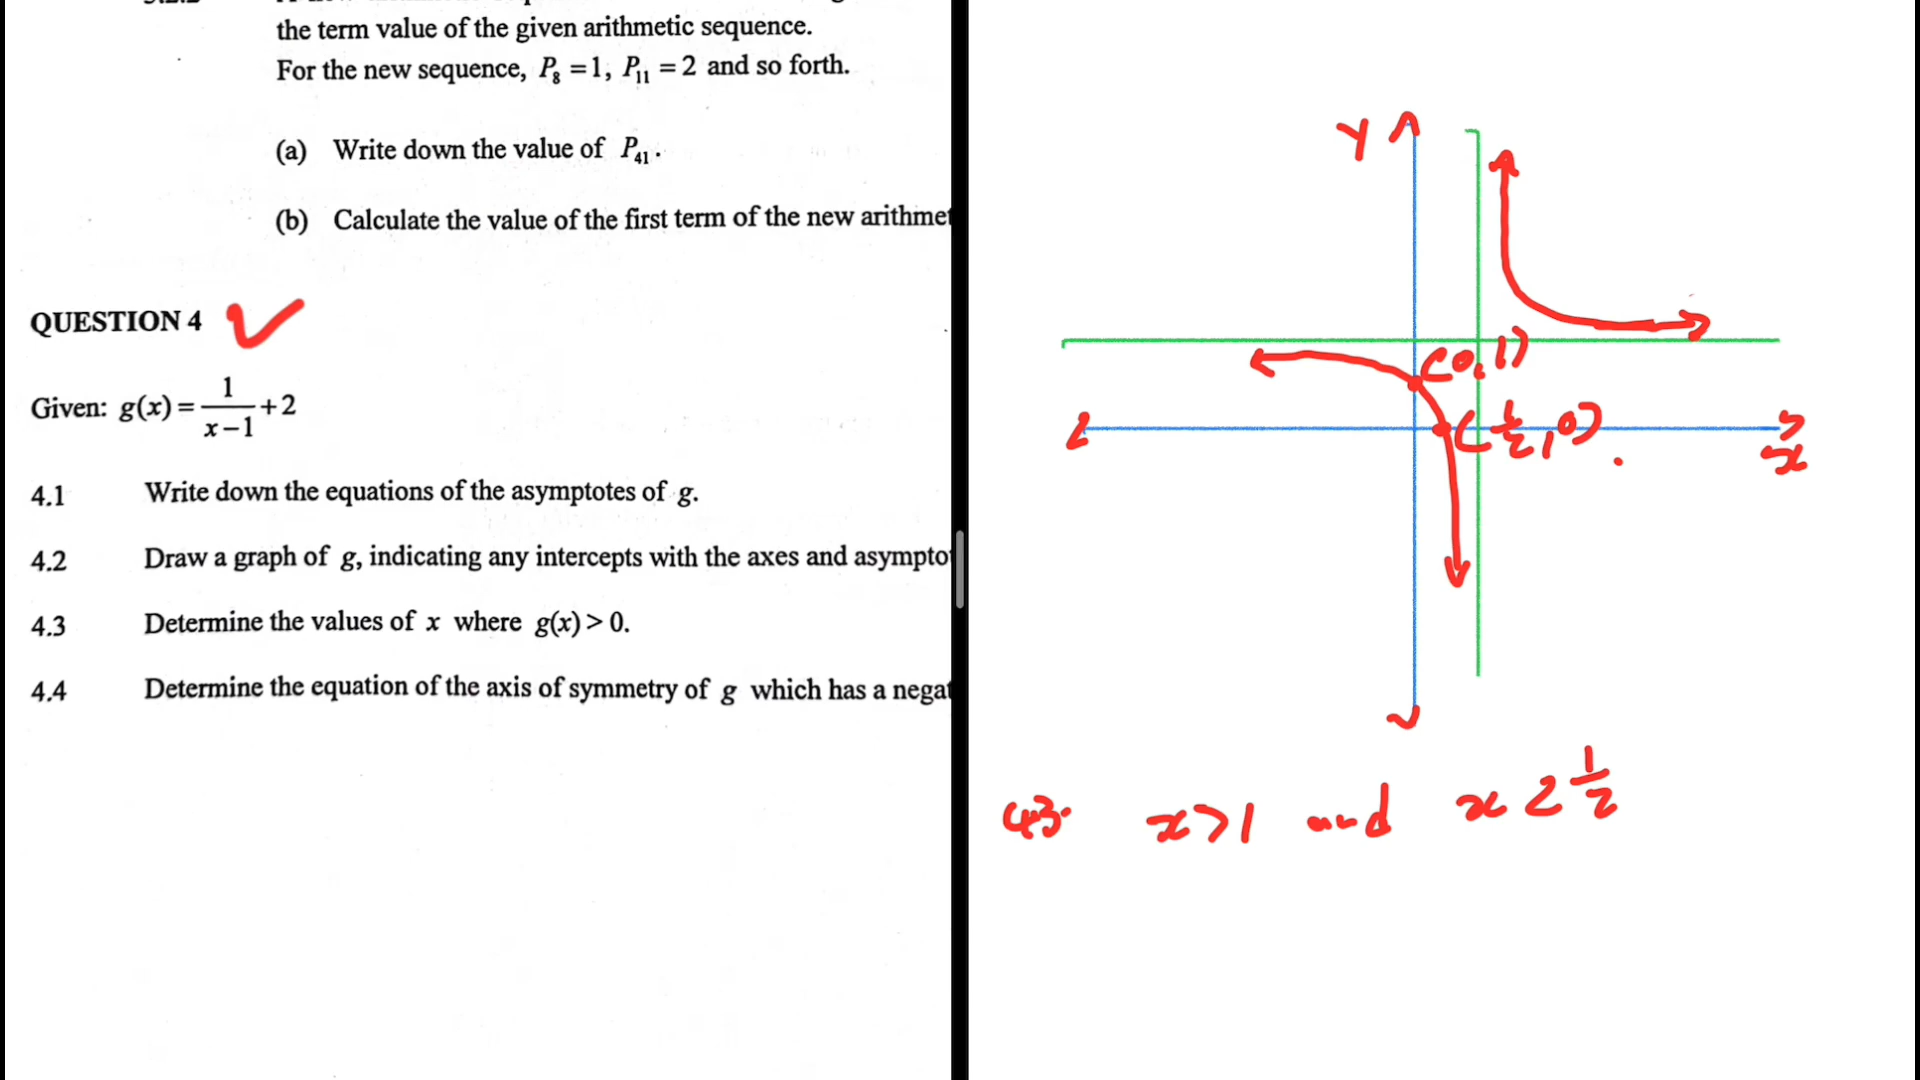 the term value of the given arithmetic sequence.
For the new sequence, P₈ = 1, P₁₁ = 2 and so forth.
(a) Write down the value of P₄₁.
(b) Calculate the value of the first term of the new
QUESTION 4
Given: g(x) = 1/(x−1) + 2
4.1 Write down the equations of the asymptotes of g.
4.2 Draw a graph of g, indicating any intercepts with the axes and
4.3 Determine the values of x where g(x) > 0.
4.4 Determine the equation of the axis of symmetry of g which has a
Y
(0, 1)
(1/2, 0)
x
4.3. x > 1 and x < 1/2